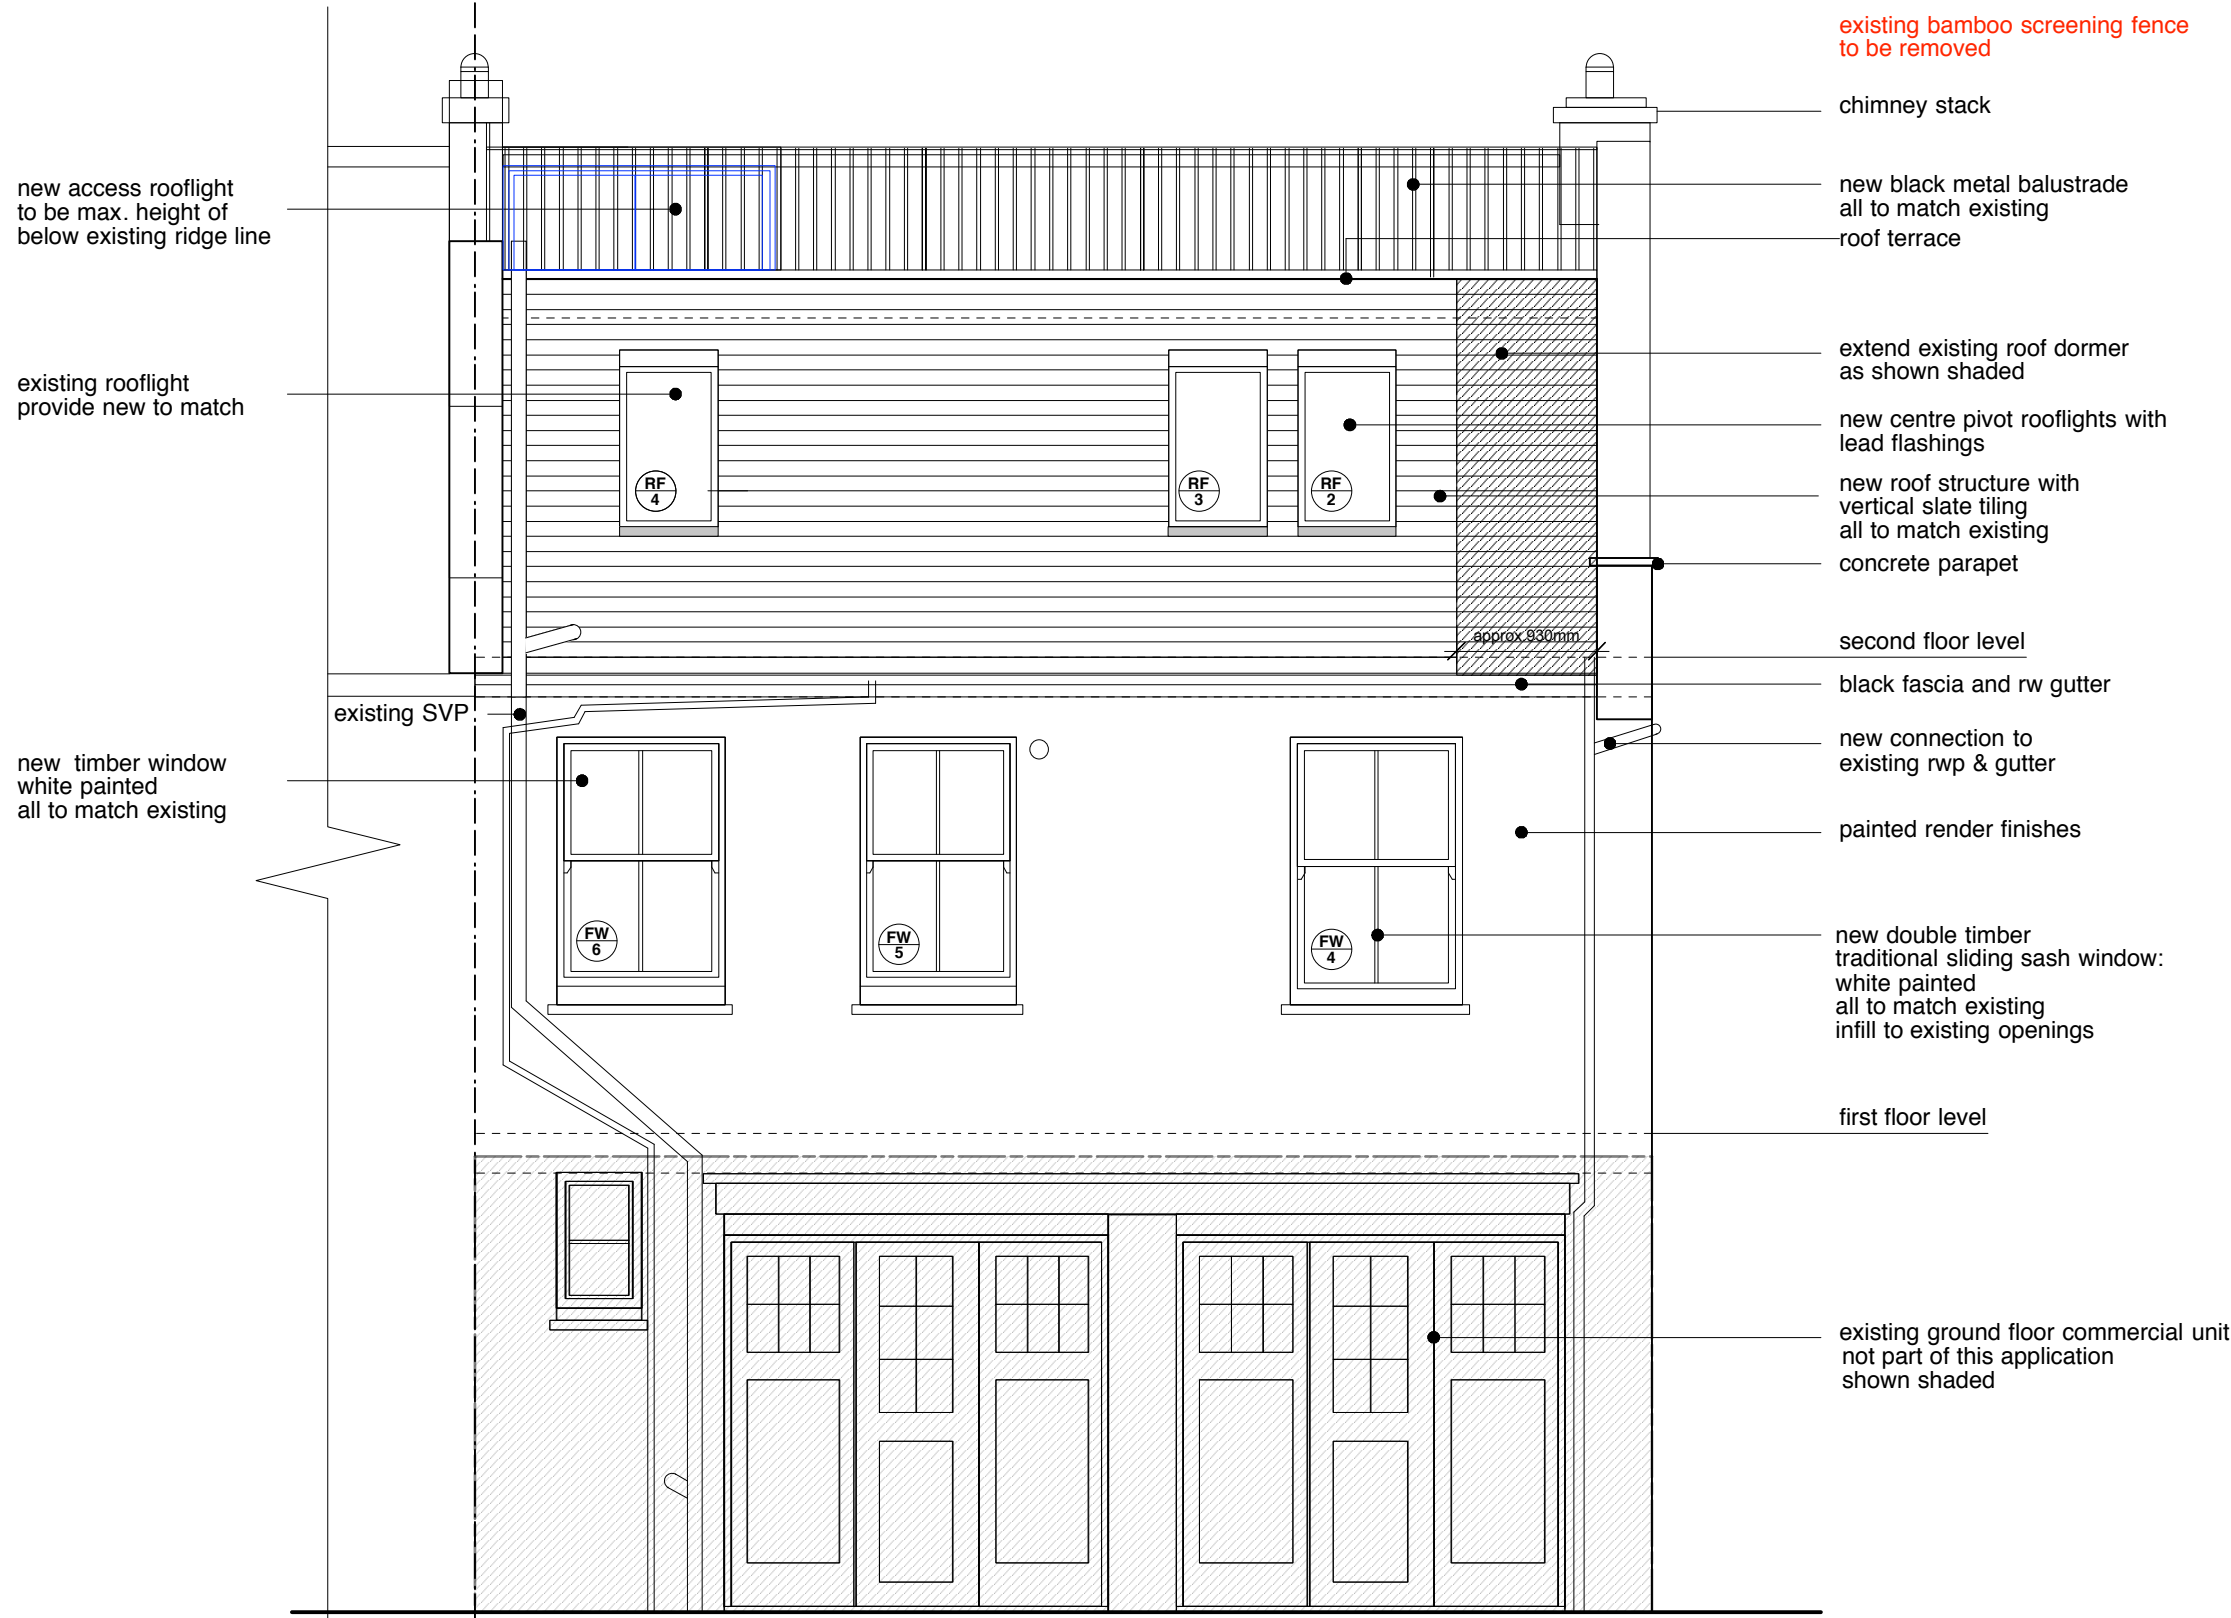 existing bamboo screening fence
to be removed
chimney stack
new access rooflight
to be max. height of
below existing ridge line
new black metal balustrade
all to match existing
roof terrace
existing rooflight
provide new to match
extend existing roof dormer
as shown shaded
new centre pivot rooflights with
lead flashings
RF
4
RF
3
RF
2
new roof structure with
vertical slate tiling
all to match existing
concrete parapet
approx.930mm
second floor level
black fascia and rw gutter
existing SVP
new connection to
existing rwp & gutter
new timber window
white painted
all to match existing
painted render finishes
FW
6
FW
5
FW
4
new double timber
traditional sliding sash window:
white painted
all to match existing
infill to existing openings
first floor level
existing ground floor commercial unit
not part of this application
shown shaded